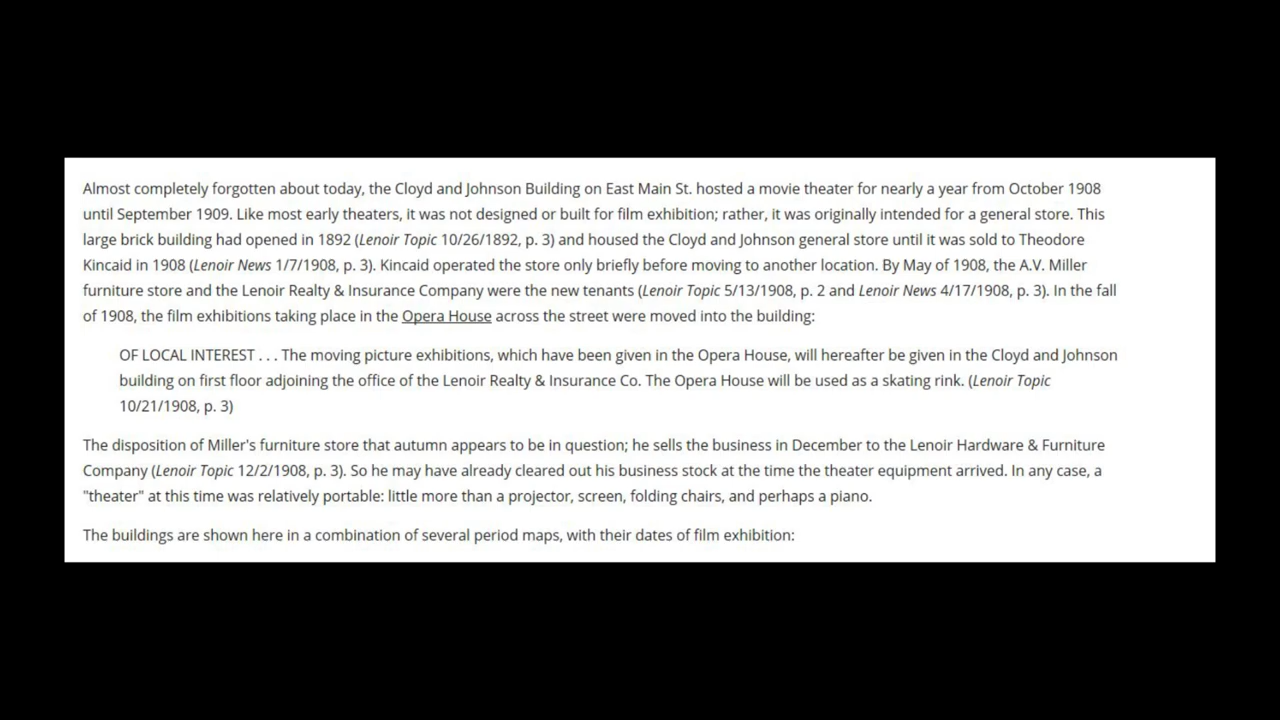 Almost completely forgotten about today, the Cloyd and Johnson Building on East Main St. hosted a movie theater for nearly a year from October 1908
until September 1909. Like most early theaters, it was not designed or built for film exhibition; rather, it was originally intended for a general store. This
large brick building had opened in 1892 (Lenoir Topic 10/26/1892, p. 3) and housed the Cloyd and Johnson general store until it was sold to Theodore
Kincaid in 1908 (Lenoir News 1/7/1908, p. 3). Kincaid operated the store only briefly before moving to another location. By May of 1908, the A.V. Miller
furniture store and the Lenoir Realty & Insurance Company were the new tenants (Lenoir Topic 5/13/1908, p. 2 and Lenoir News 4/17/1908, p. 3). In the fall
of 1908, the film exhibitions taking place in the Opera House across the street were moved into the building:
OF LOCAL INTEREST . . . The moving picture exhibitions, which have been given in the Opera House, will hereafter be given in the Cloyd and Johnson
building on first floor adjoining the office of the Lenoir Realty & Insurance Co. The Opera House will be used as a skating rink. (Lenoir Topic
10/21/1908, p. 3)
The disposition of Miller's furniture store that autumn appears to be in question; he sells the business in December to the Lenoir Hardware & Furniture
Company (Lenoir Topic 12/2/1908, p. 3). So he may have already cleared out his business stock at the time the theater equipment arrived. In any case, a
"theater" at this time was relatively portable: little more than a projector, screen, folding chairs, and perhaps a piano.
The buildings are shown here in a combination of several period maps, with their dates of film exhibition: